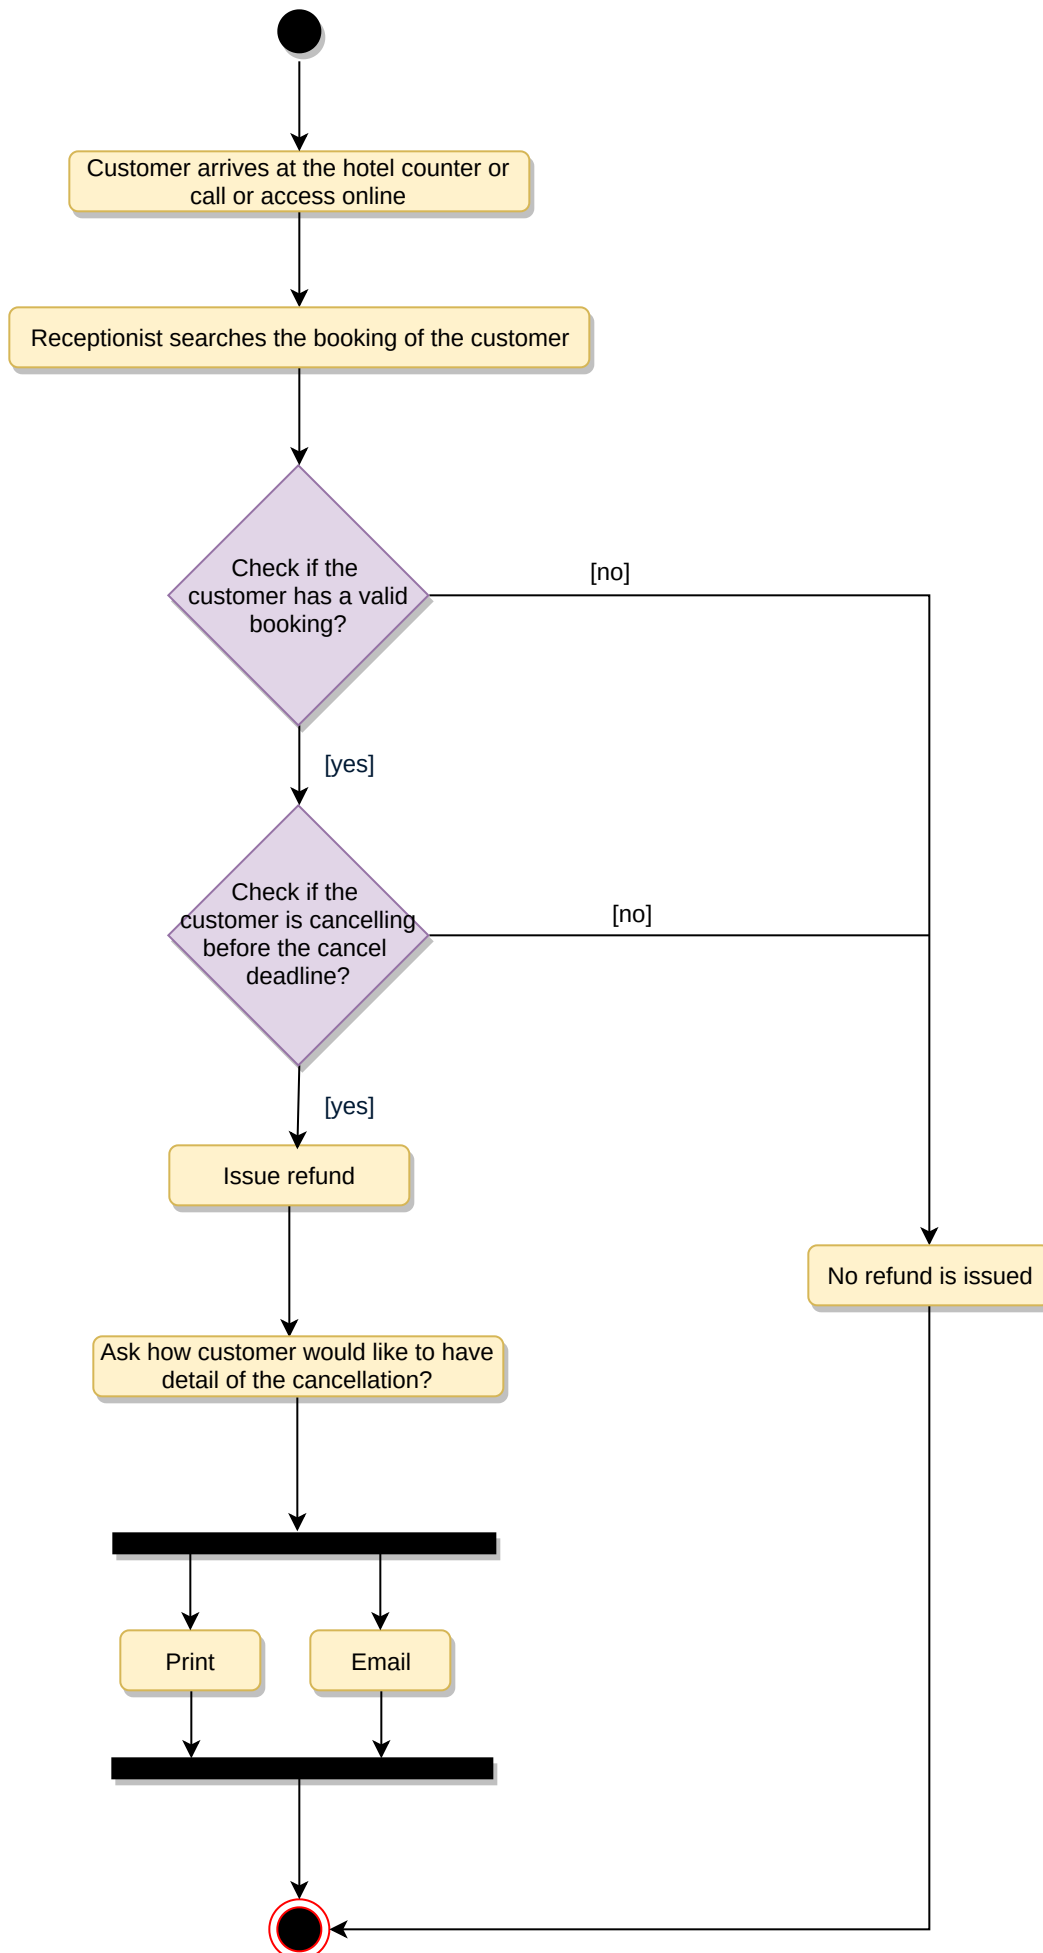 Customer arrives at the hotel counter or
call or access online
Receptionist searches the booking of the customer
Check if the
customer has a valid
booking?
[no]
[yes]
Check if the
customer is cancelling
before the cancel
deadline?
[no]
[yes]
Issue refund
No refund is issued
Ask how customer would like to have
detail of the cancellation?
Print
Email